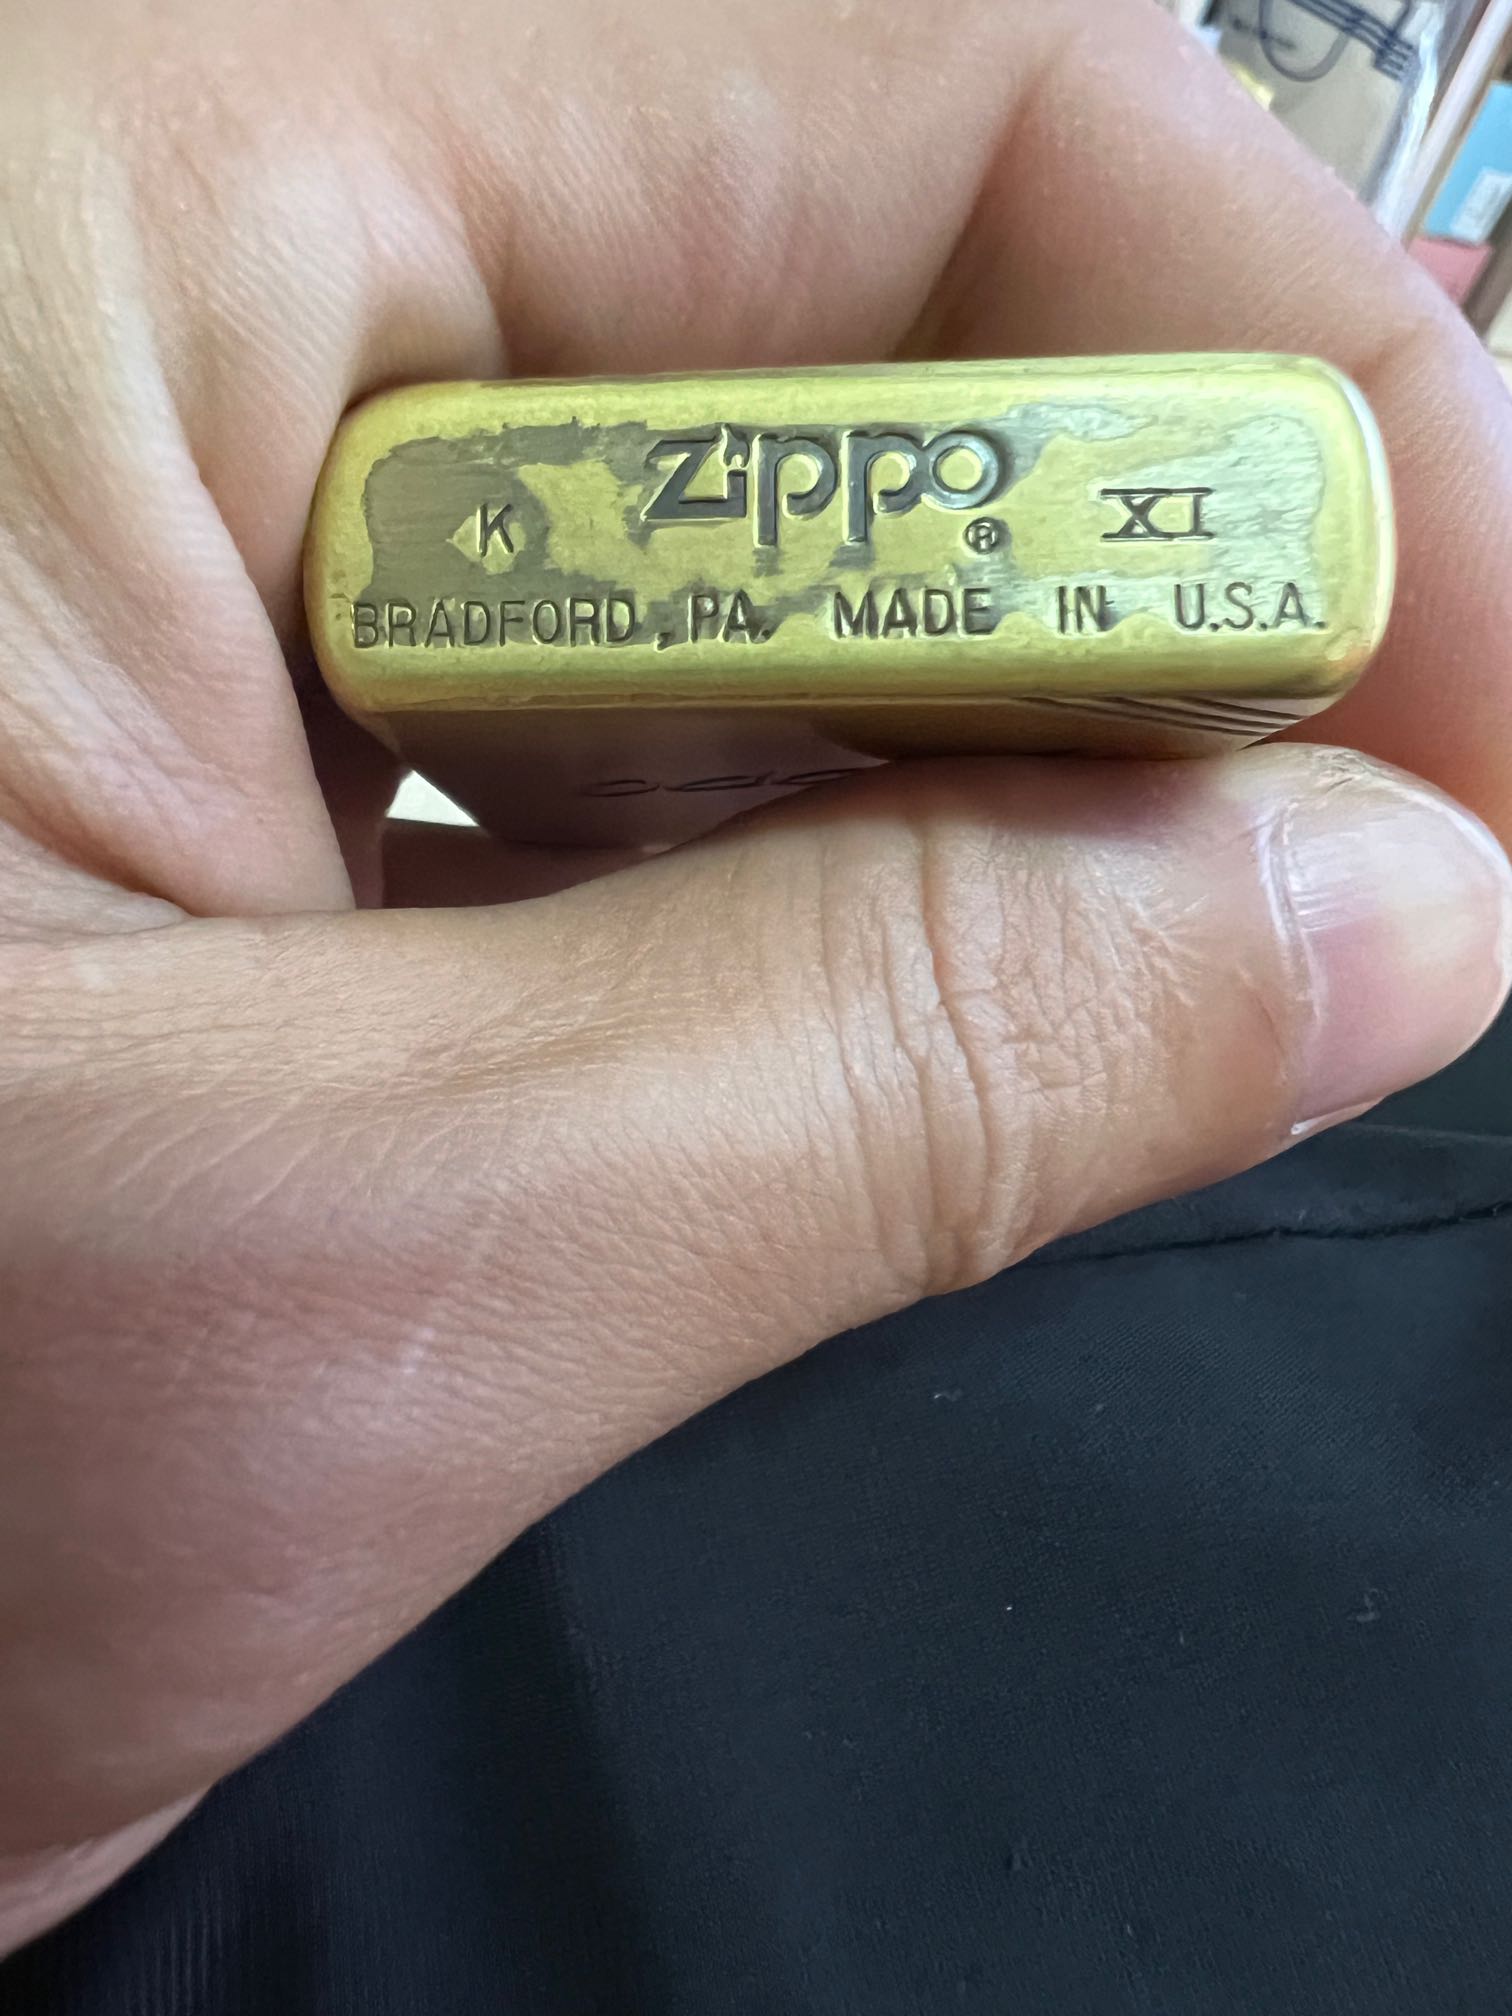 K zippo® XI
BRADFORD, PA. MADE IN U.S.A.